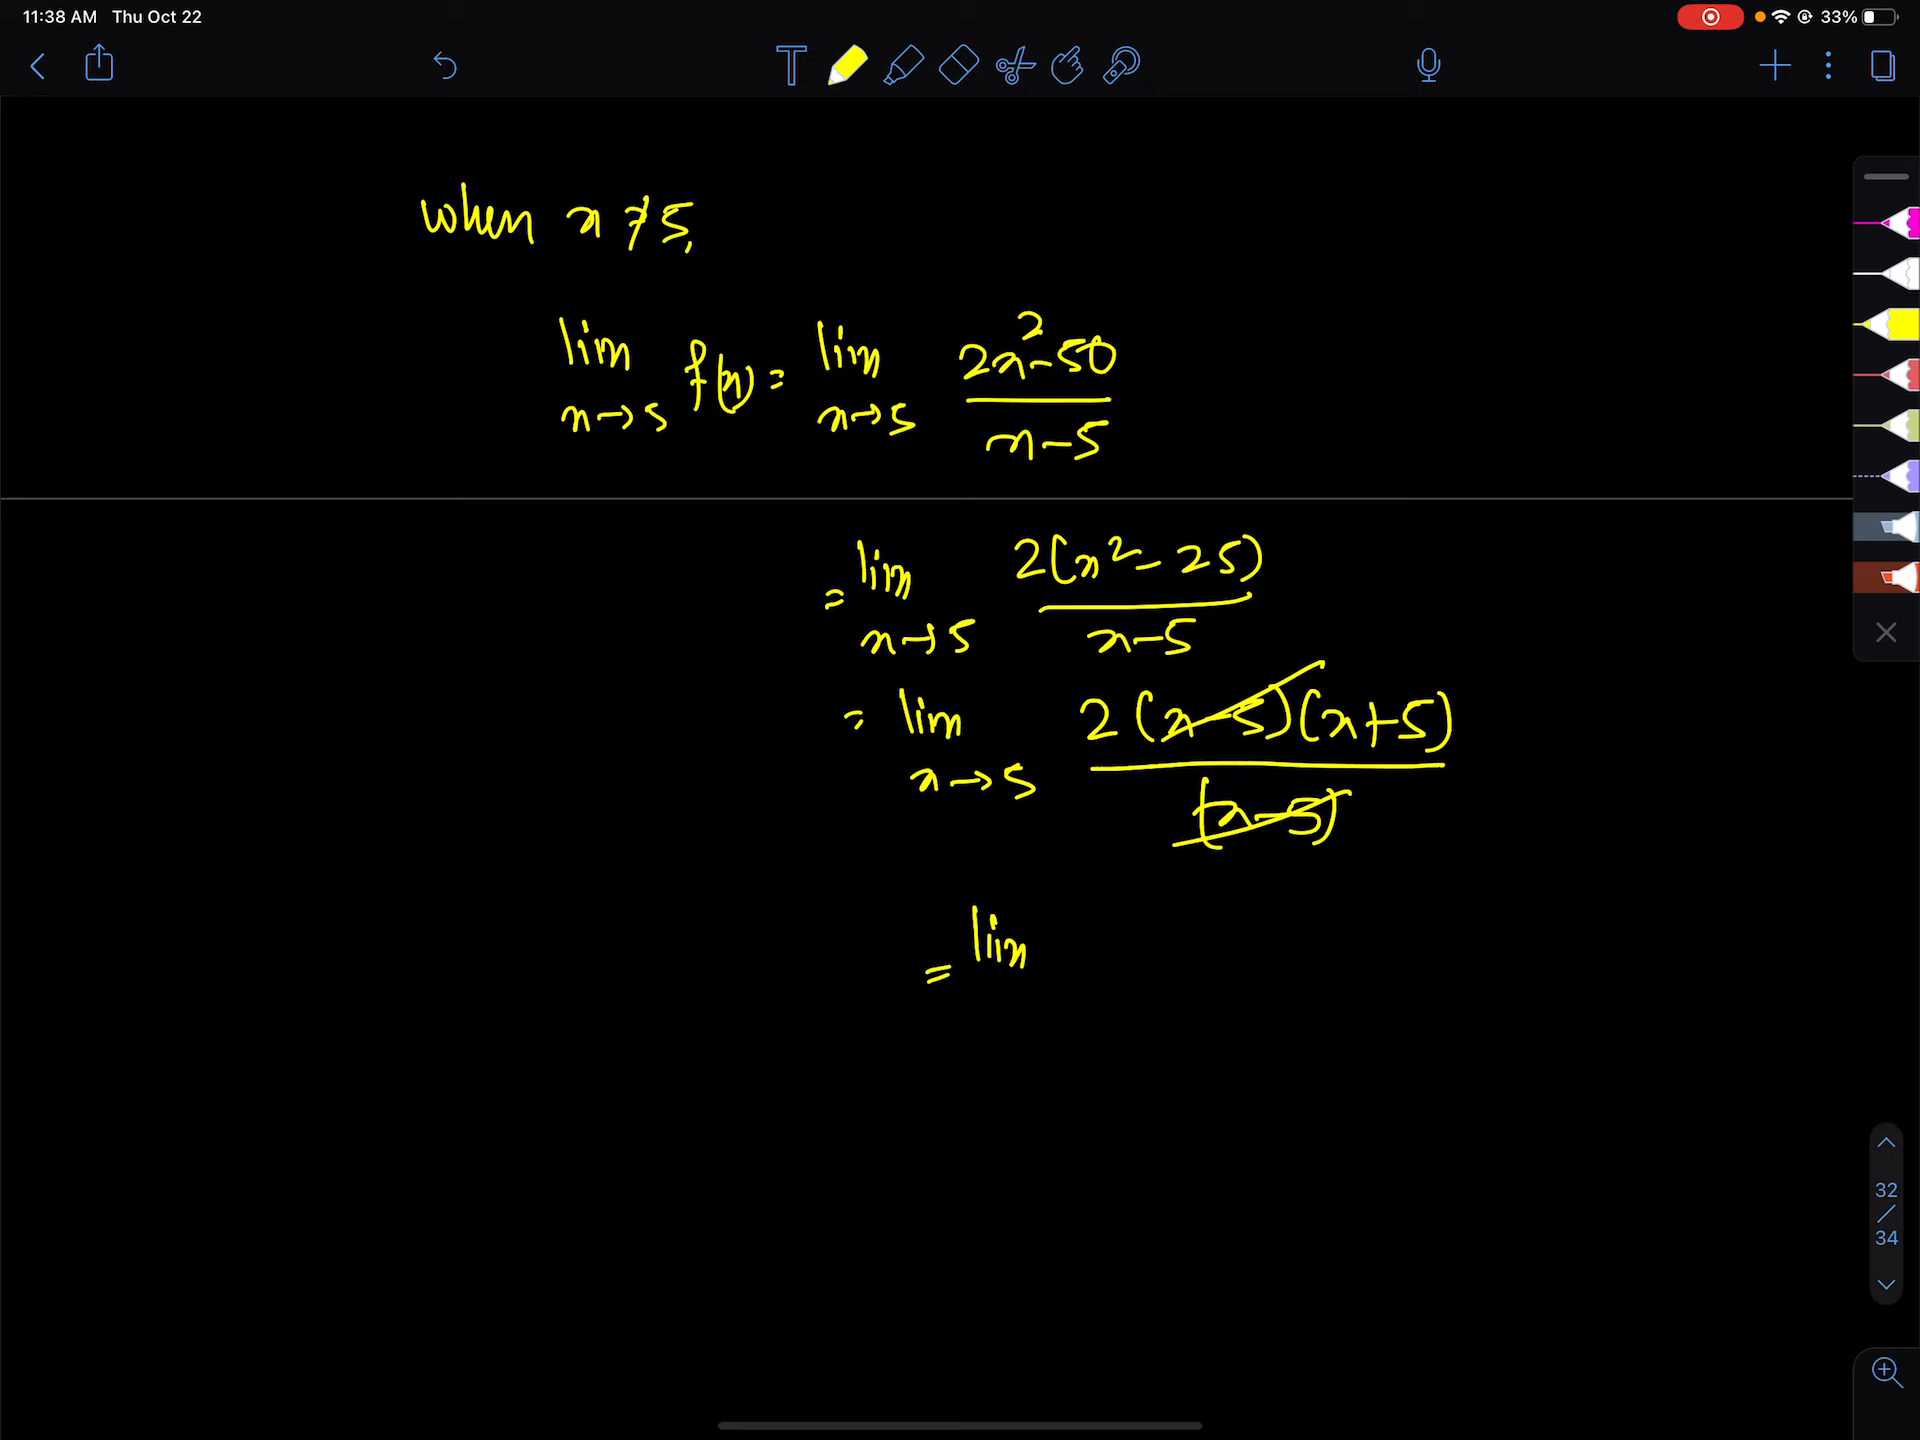 11:38 AM Thu Oct 22 33%
T
when x ≠ 5,
lim f(x) = lim 2x² - 50
x→5 x→5 x - 5
= lim 2(x² - 25)
x→5 x - 5
= lim 2(x - 5)(x + 5)
x→5 (x - 5)
= lim
32
/
34